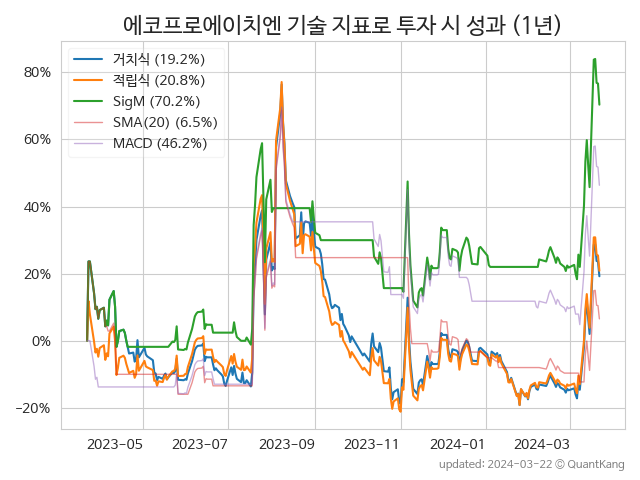 에코프로에이치엔 기술 지표로 투자 시 성과 (1년)
거치식 (19.2%)
적립식 (20.8%)
SigM (70.2%)
SMA(20) (6.5%)
MACD (46.2%)
80%
60%
40%
20%
0%
−20%
2023−05 2023−07 2023−09 2023−11 2024−01 2024−03
updated: 2024−03−22 © QuantKang